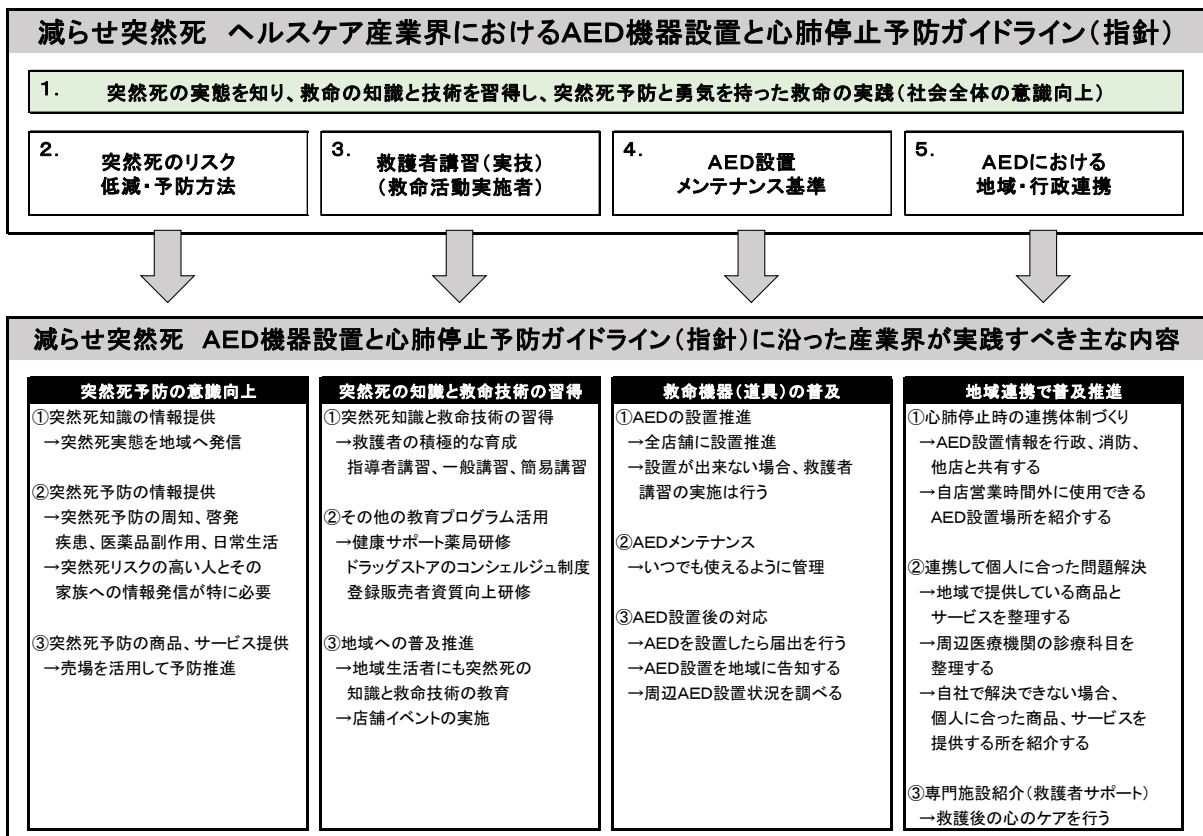 減らせ突然死 ヘルスケア産業界におけるAED機器設置と心肺停止予防ガイドライン(指針)
1. 突然死の実態を知り、救命の知識と技術を習得し、突然死予防と勇気を持った救命の実践(社会全体の意識向上)
2. 突然死のリスク
低減・予防方法
3. 救護者講習(実技)
(救命活動実施者)
4. AED設置
メンテナンス基準
5. AEDにおける
地域・行政連携
減らせ突然死 AED機器設置と心肺停止予防ガイドライン(指針)に沿った産業界が実践すべき主な内容
突然死予防の意識向上
①突然死知識の情報提供
→突然死実態を地域へ発信
②突然死予防の情報提供
→突然死予防の周知、啓発
疾患、医薬品副作用、日常生活
→突然死リスクの高い人とその
家族への情報発信が特に必要
③突然死予防の商品、サービス提供
→売場を活用して予防推進
突然死の知識と救命技術の習得
①突然死知識と救命技術の習得
→救護者の積極的な育成
指導者講習、一般講習、簡易講習
②その他の教育プログラム活用
→健康サポート薬局研修
ドラッグストアのコンシェルジュ制度
登録販売者資質向上研修
③地域への普及推進
→地域生活者にも突然死の
知識と救命技術の教育
→店舗イベントの実施
救命機器(道具)の普及
①AEDの設置推進
→全店舗に設置推進
→設置が出来ない場合、救護者
講習の実施は行う
②AEDメンテナンス
→いつでも使えるように管理
③AED設置後の対応
→AEDを設置したら届出を行う
→AED設置を地域に告知する
→周辺AED設置状況を調べる
地域連携で普及推進
①心肺停止時の連携体制づくり
→AED設置情報を行政、消防、
他店と共有する
→自店営業時間外に使用できる
AED設置場所を紹介する
②連携して個人に合った問題解決
→地域で提供している商品と
サービスを整理する
→周辺医療機関の診療科目を
整理する
→自社で解決できない場合、
個人に合った商品、サービスを
提供する所を紹介する
③専門施設紹介(救護者サポート)
→救護後の心のケアを行う